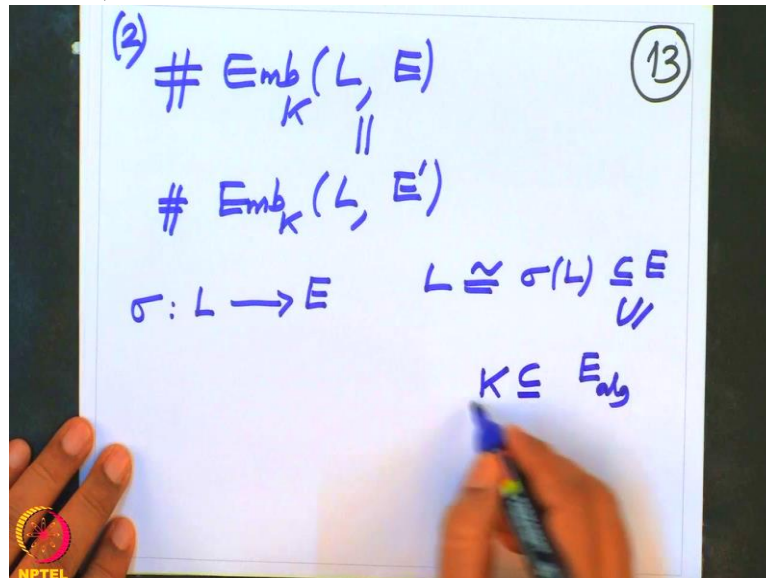 (2) # Emb_K (L, E)
13
||
# Emb_K (L, E')
σ : L ⟶ E L ≅ σ(L) ⊆ E
∪|
K ⊆ E_alg
NPTEL